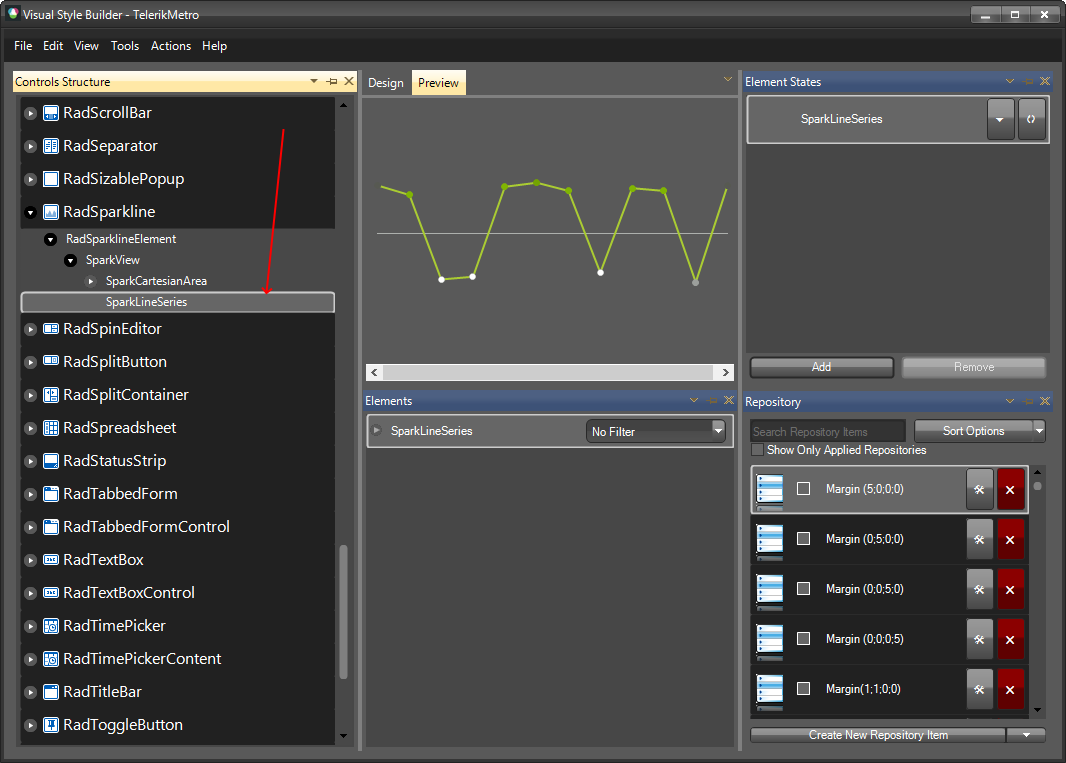 Visual Style Builder - TelerikMetro
File Edit View Tools Actions Help
Controls Structure
RadScrollBar
RadSeparator
RadSizablePopup
RadSparkline
RadSparklineElement
SparkView
SparkCartesianArea
SparkLineSeries
RadSpinEditor
RadSplitButton
RadSplitContainer
RadSpreadsheet
RadStatusStrip
RadTabbedForm
RadTabbedFormControl
RadTextBox
RadTextBoxControl
RadTimePicker
RadTimePickerContent
RadTitleBar
RadToggleButton
Design Preview
Elements
SparkLineSeries No Filter
Element States
SparkLineSeries
Add Remove
Repository
Search Repository Items Sort Options
Show Only Applied Repositories
Margin (5;0;0;0)
Margin (0;5;0;0)
Margin (0;0;5;0)
Margin (0;0;0;5)
Margin(1;1;0;0)
Create New Repository Item